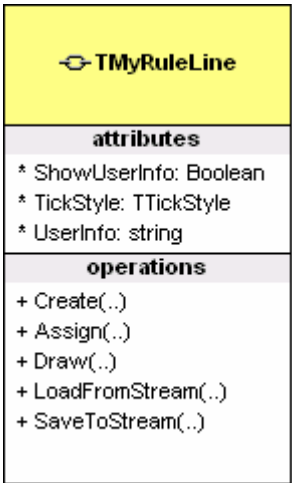 TMyRuleLine
attributes
* ShowUserInfo: Boolean
* TickStyle: TTickStyle
* UserInfo: string
operations
+ Create(..)
+ Assign(..)
+ Draw(..)
+ LoadFromStream(..)
+ SaveToStream(..)